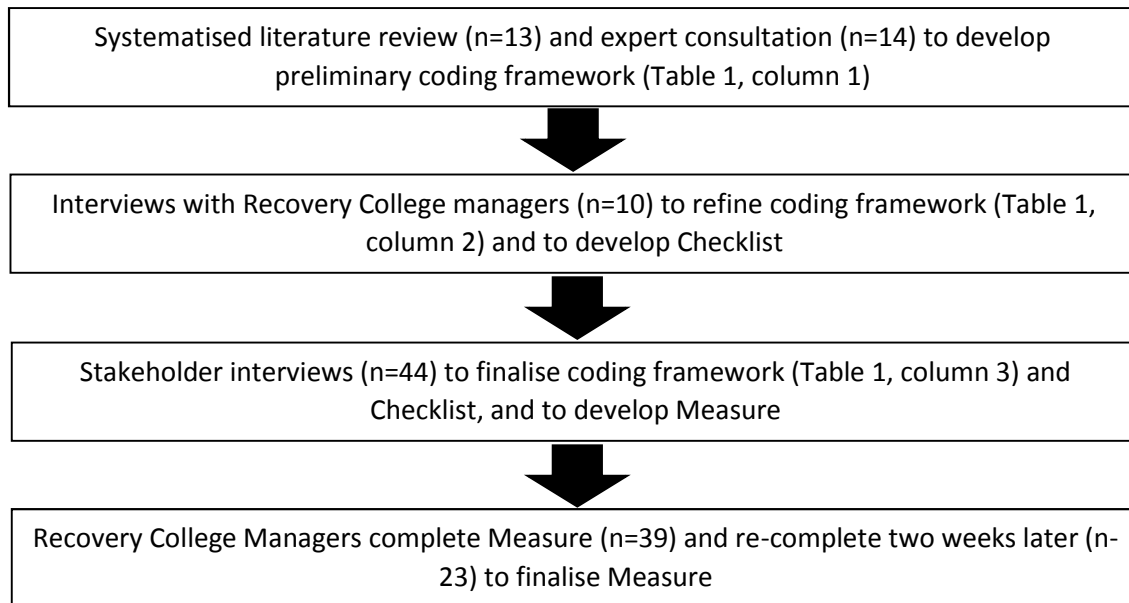 Systematised literature review (n=13) and expert consultation (n=14) to develop
preliminary coding framework (Table 1, column 1)
Interviews with Recovery College managers (n=10) to refine coding framework (Table 1,
column 2) and to develop Checklist
Stakeholder interviews (n=44) to finalise coding framework (Table 1, column 3) and
Checklist, and to develop Measure
Recovery College Managers complete Measure (n=39) and re-complete two weeks later (n-
23) to finalise Measure